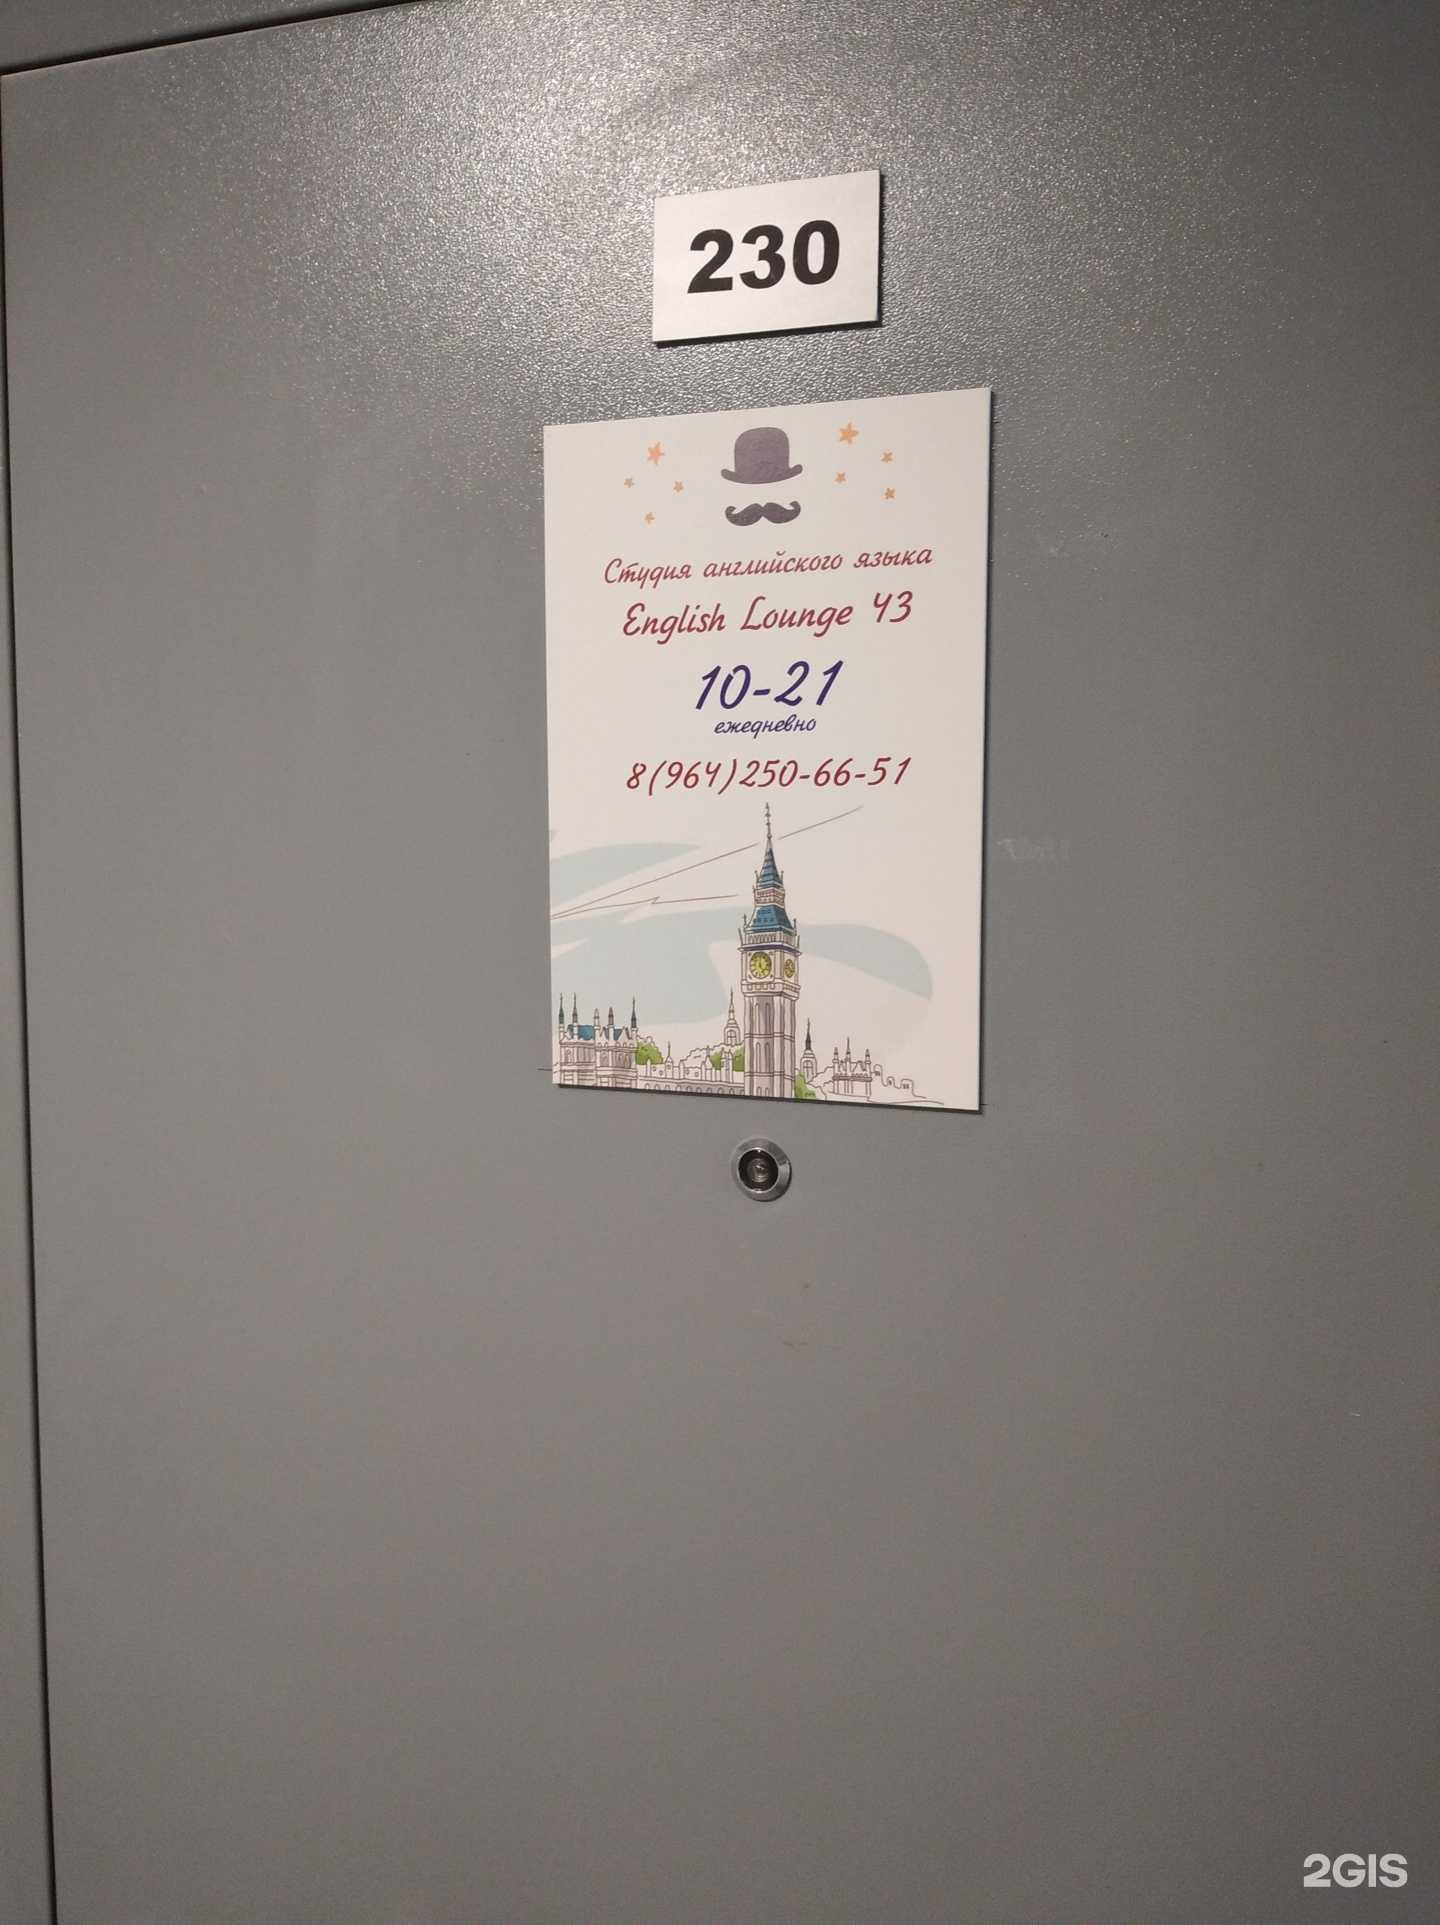 230
Студия английского языка
English Lounge 43
10-21
ежедневно
8(964)250-66-51
2GIS